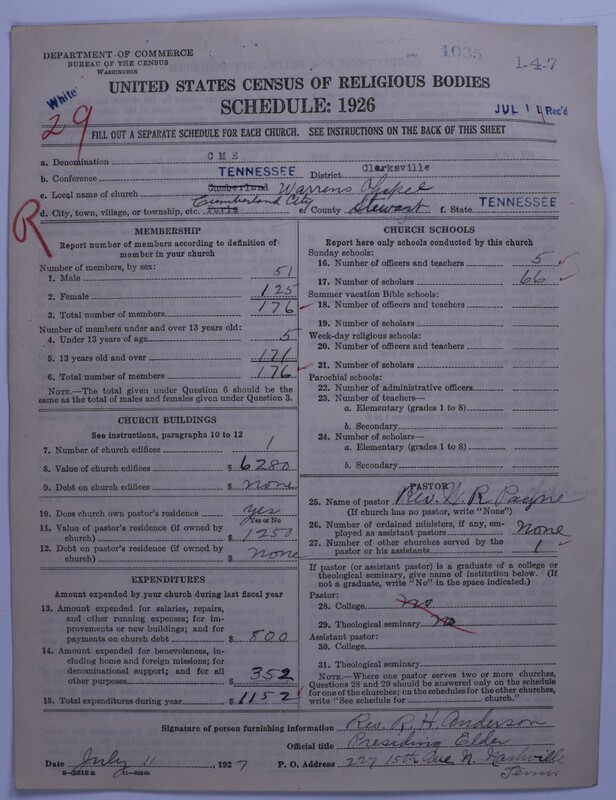 DEPARTMENT OF COMMERCE
BUREAU OF THE CENSUS
WASHINGTON
1035
1-4-7
UNITED STATES CENSUS OF RELIGIOUS BODIES
SCHEDULE: 1926
White
29
JUL 14 Rec'd
FILL OUT A SEPARATE SCHEDULE FOR EACH CHURCH. SEE INSTRUCTIONS ON THE BACK OF THIS SHEET
a. Denomination CME
b. Conference TENNESSEE District Clarksville
c. Local name of church Cumberland Warrens Chapel
Cumberland City
d. City, town, village, or township, etc. Paris e. County Stewart f. State TENNESSEE
R
MEMBERSHIP
Report number of members according to definition of
member in your church
Number of members, by sex:
1. Male 51
2. Female 125
3. Total number of members 176
Number of members under and over 13 years old:
4. Under 13 years of age 5
5. 13 years old and over 171
6. Total number of members 176
NOTE.—The total given under Question 6 should be
the same as the total of males and females given under Question 3.
CHURCH BUILDINGS
See instructions, paragraphs 10 to 12
7. Number of church edifices 1
8. Value of church edifices $ 6280
9. Debt on church edifices $ none
10. Does church own pastor's residence yes
Yes or No
11. Value of pastor's residence (if owned by
church) $ 1250
12. Debt on pastor's residence (if owned by
church) $ none
EXPENDITURES
Amount expended by your church during last fiscal year
13. Amount expended for salaries, repairs,
and other running expenses; for im-
provements or new buildings; and for
payments on church debt $ 800
14. Amount expended for benevolences, in-
cluding home and foreign missions; for
denominational support; and for all
other purposes $ 352
15. Total expenditures during year $ 1152
CHURCH SCHOOLS
Report here only schools conducted by this church
Sunday schools:
16. Number of officers and teachers 5
17. Number of scholars 66
Summer vacation Bible schools:
18. Number of officers and teachers
19. Number of scholars
Week-day religious schools:
20. Number of officers and teachers
21. Number of scholars
Parochial schools:
22. Number of administrative officers
23. Number of teachers—
a. Elementary (grades 1 to 8)
b. Secondary
24. Number of scholars—
a. Elementary (grades 1 to 8)
b. Secondary
PASTOR
25. Name of pastor Rev. W. R. Payne
(If church has no pastor, write "None")
26. Number of ordained ministers, if any, em-
ployed as assistant pastors None
27. Number of other churches served by the
pastor or his assistants 1
If pastor (or assistant pastor) is a graduate of a college or
theological seminary, give name of institution below. (If
not a graduate, write "No" in the space indicated.)
Pastor:
28. College no
29. Theological seminary no
Assistant pastor:
30. College
31. Theological seminary
NOTE.—Where one pastor serves two or more churches,
Questions 28 and 29 should be answered only on the schedule
for one of the churches; on the schedules for the other churches,
write "See schedule for church."
Signature of person furnishing information Rev. R. H. Anderson
Official title Presiding Elder
Date July 11, 1927 P. O. Address 227 15th Ave N. Nashville
Tenn.